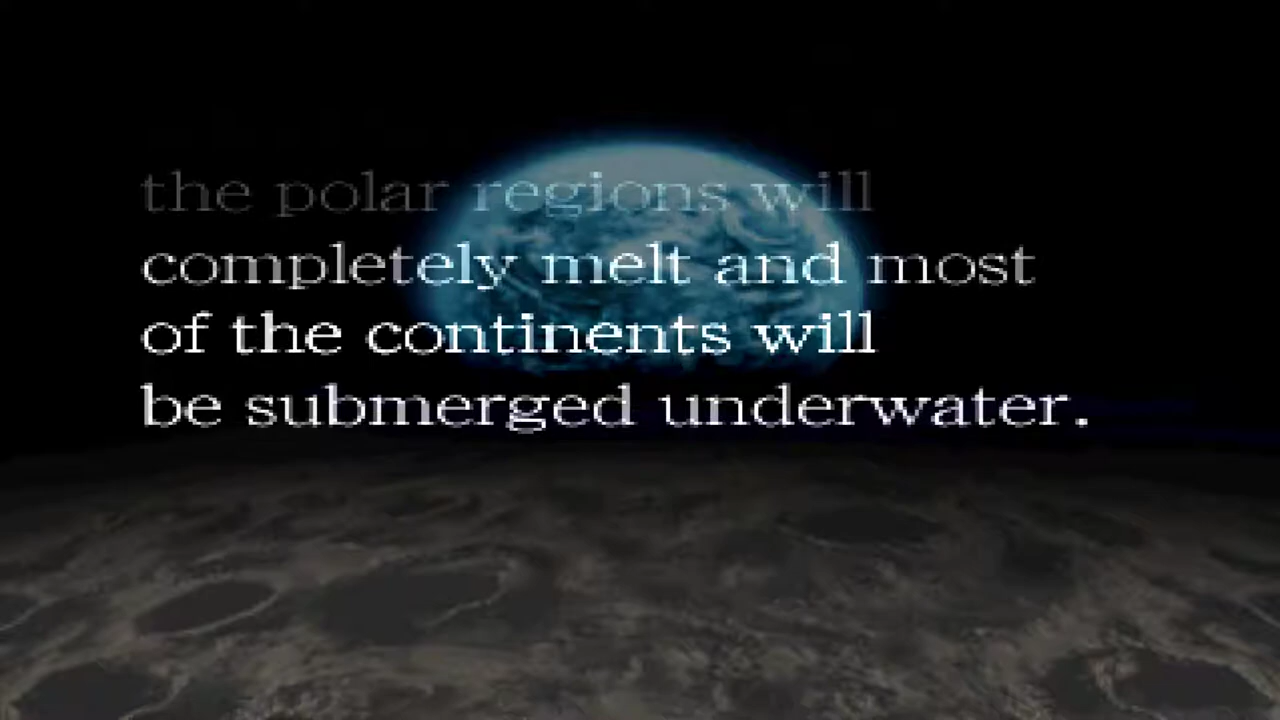 the polar regions will
completely melt and most
of the continents will
be submerged underwater.